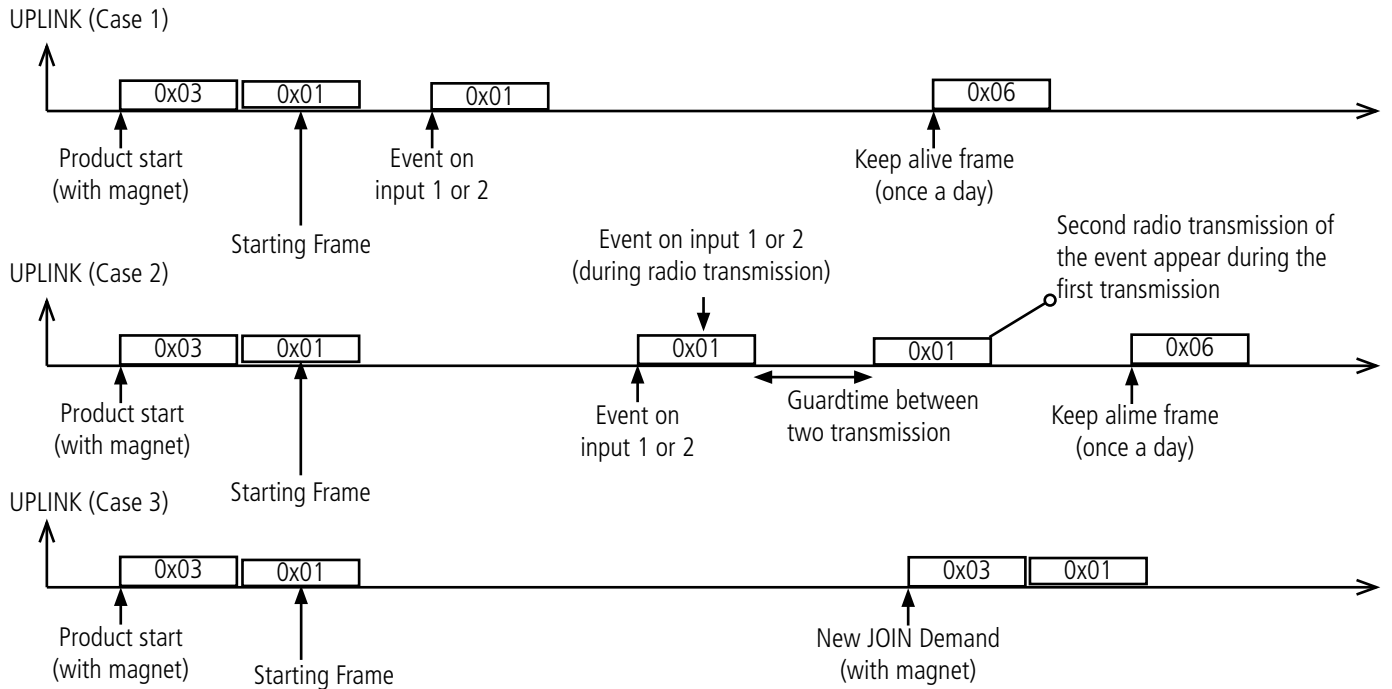 UPLINK (Case 1)
0x03
0x01
0x01
0x06
Product start
(with magnet)
Starting Frame
Event on
input 1 or 2
Keep alive frame
(once a day)
UPLINK (Case 2)
Event on input 1 or 2
(during radio transmission)
Second radio transmission of
the event appear during the
first transmission
0x03
0x01
0x01
0x01
0x06
Product start
(with magnet)
Starting Frame
Event on
input 1 or 2
Guardtime between
two transmission
Keep alime frame
(once a day)
UPLINK (Case 3)
0x03
0x01
0x03
0x01
Product start
(with magnet)
Starting Frame
New JOIN Demand
(with magnet)